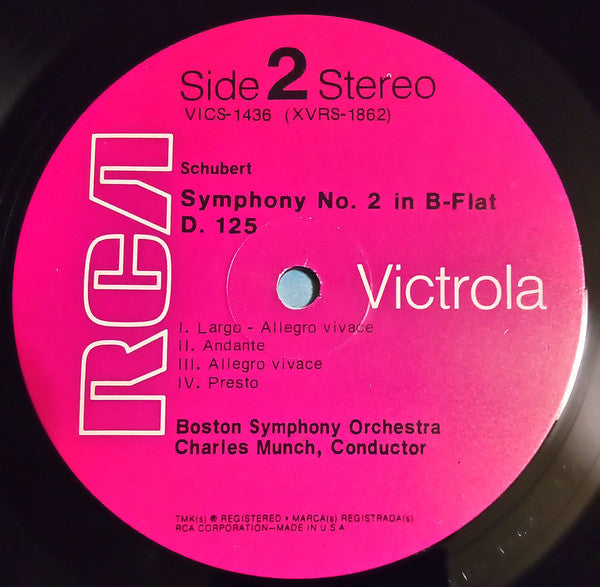 Side 2 Stereo
VICS-1436 (XVRS-1862)
RCA
Schubert
Symphony No. 2 in B-Flat
D. 125
Victrola
I. Largo - Allegro vivace
II. Andante
III. Allegro vivace
IV. Presto
Boston Symphony Orchestra
Charles Munch, Conductor
TMK(s) ® REGISTERED • MARCA(s) REGISTRADA(s)
RCA CORPORATION—MADE IN U.S.A